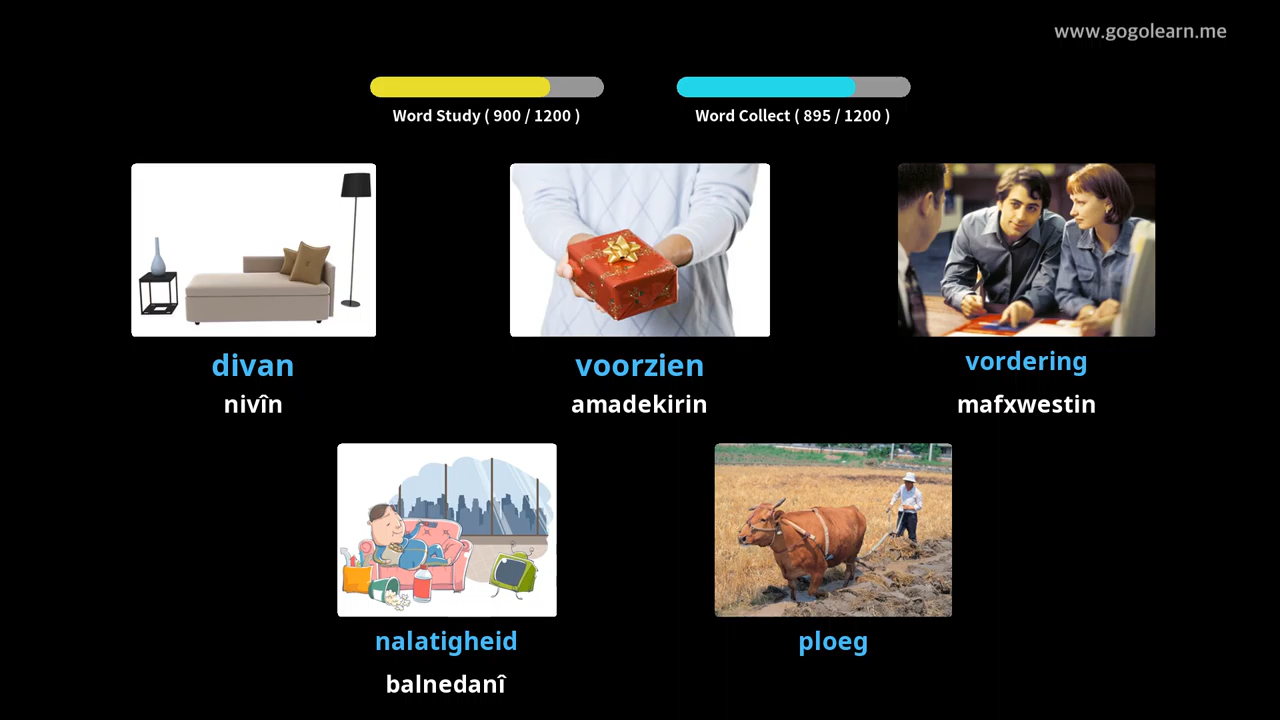 www.gogolearn.me
Word Study ( 900 / 1200 )
Word Collect ( 895 / 1200 )
divan
nivîn
voorzien
amadekirin
vordering
mafxwestin
nalatigheid
balnedanî
ploeg